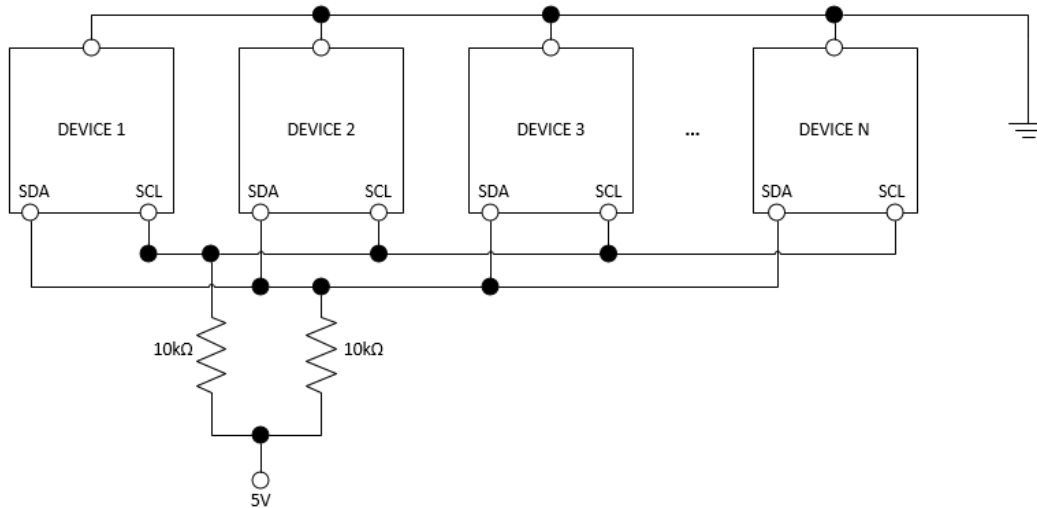 DEVICE 1
DEVICE 2
DEVICE 3
...
DEVICE N
SDA
SCL
SDA
SCL
SDA
SCL
SDA
SCL
10kΩ
10kΩ
5V